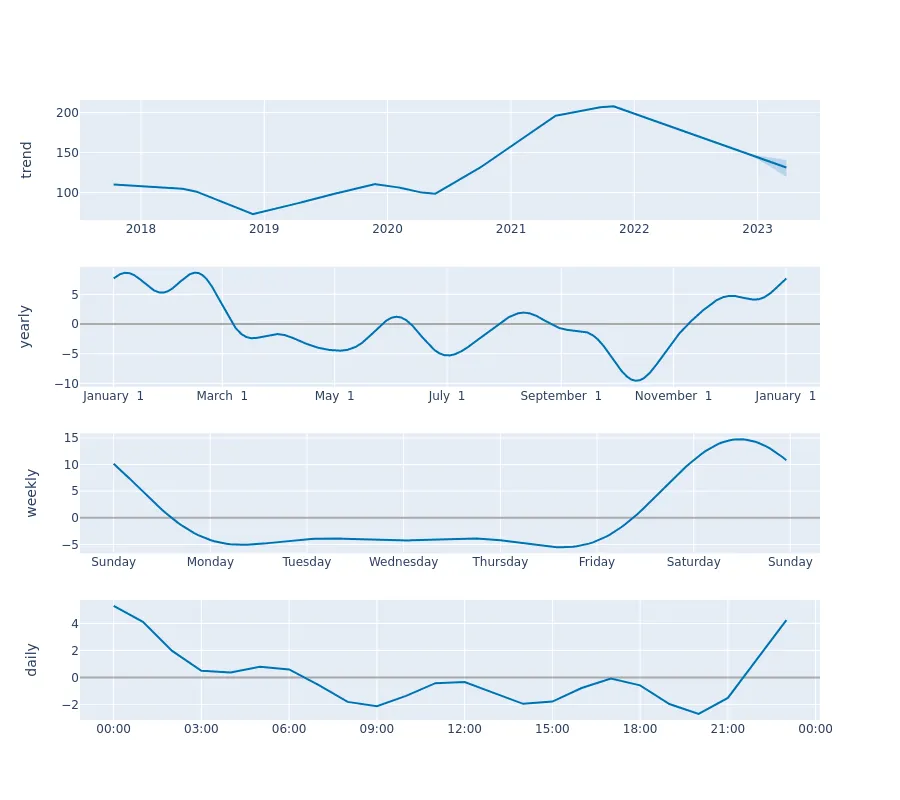 trend
200
150
100
2018 2019 2020 2021 2022 2023
yearly
5
0
−5
−10
January 1 March 1 May 1 July 1 September 1 November 1 January 1
weekly
15
10
5
0
−5
Sunday Monday Tuesday Wednesday Thursday Friday Saturday Sunday
daily
4
2
0
−2
00:00 03:00 06:00 09:00 12:00 15:00 18:00 21:00 00:00